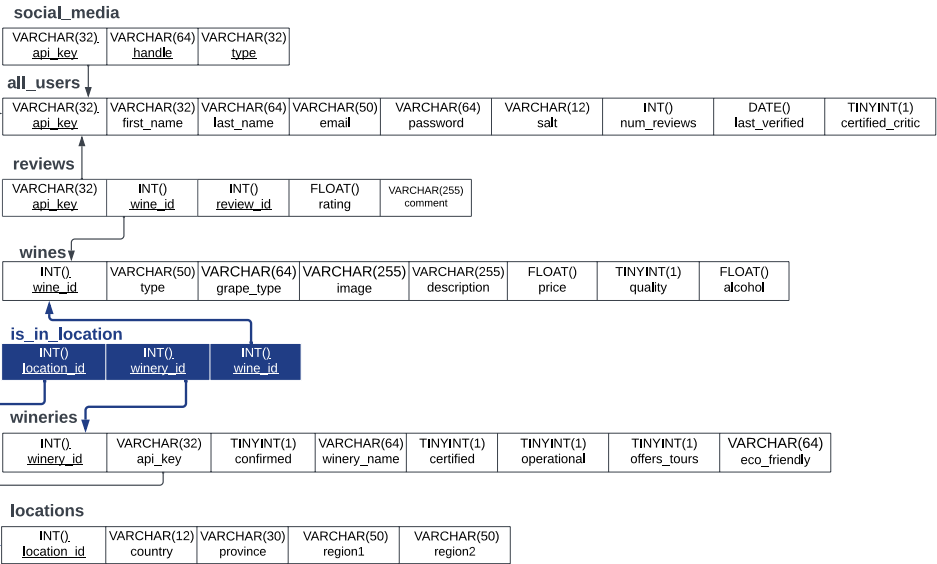 social_media
VARCHAR(32) VARCHAR(64) VARCHAR(32)
api_key handle type
all_users
VARCHAR(32) VARCHAR(32) VARCHAR(64) VARCHAR(50) VARCHAR(64) VARCHAR(12) INT() DATE() TINYINT(1)
api_key first_name last_name email password salt num_reviews last_verified certified_critic
reviews
VARCHAR(32) INT() INT() FLOAT() VARCHAR(255)
api_key wine_id review_id rating comment
wines
INT() VARCHAR(50) VARCHAR(64) VARCHAR(255) VARCHAR(255) FLOAT() TINYINT(1) FLOAT()
wine_id type grape_type image description price quality alcohol
is_in_location
INT() INT() INT()
location_id winery_id wine_id
wineries
INT() VARCHAR(32) TINYINT(1) VARCHAR(64) TINYINT(1) TINYINT(1) TINYINT(1) VARCHAR(64)
winery_id api_key confirmed winery_name certified operational offers_tours eco_friendly
locations
INT() VARCHAR(12) VARCHAR(30) VARCHAR(50) VARCHAR(50)
location_id country province region1 region2